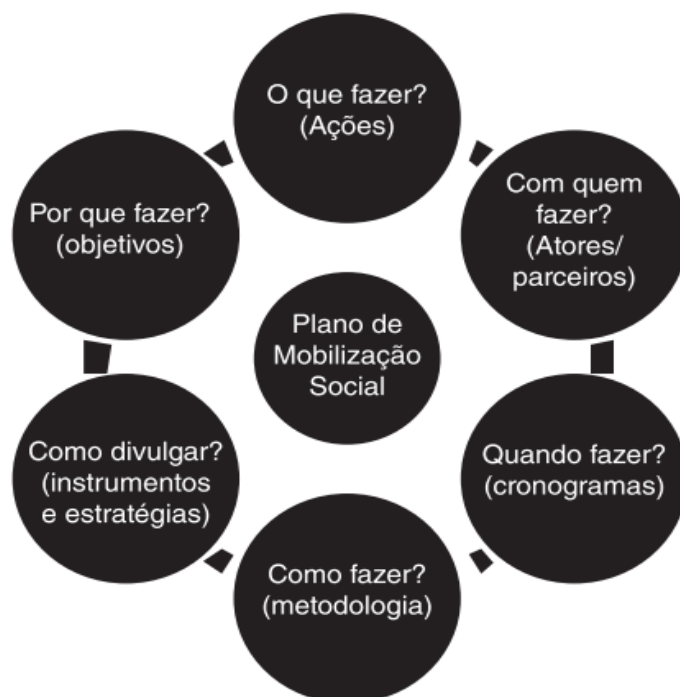 O que fazer?
(Ações)
Com quem
fazer?
(Atores/
parceiros)
Quando fazer?
(cronogramas)
Como fazer?
(metodologia)
Como divulgar?
(instrumentos
e estratégias)
Por que fazer?
(objetivos)
Plano de
Mobilização
Social